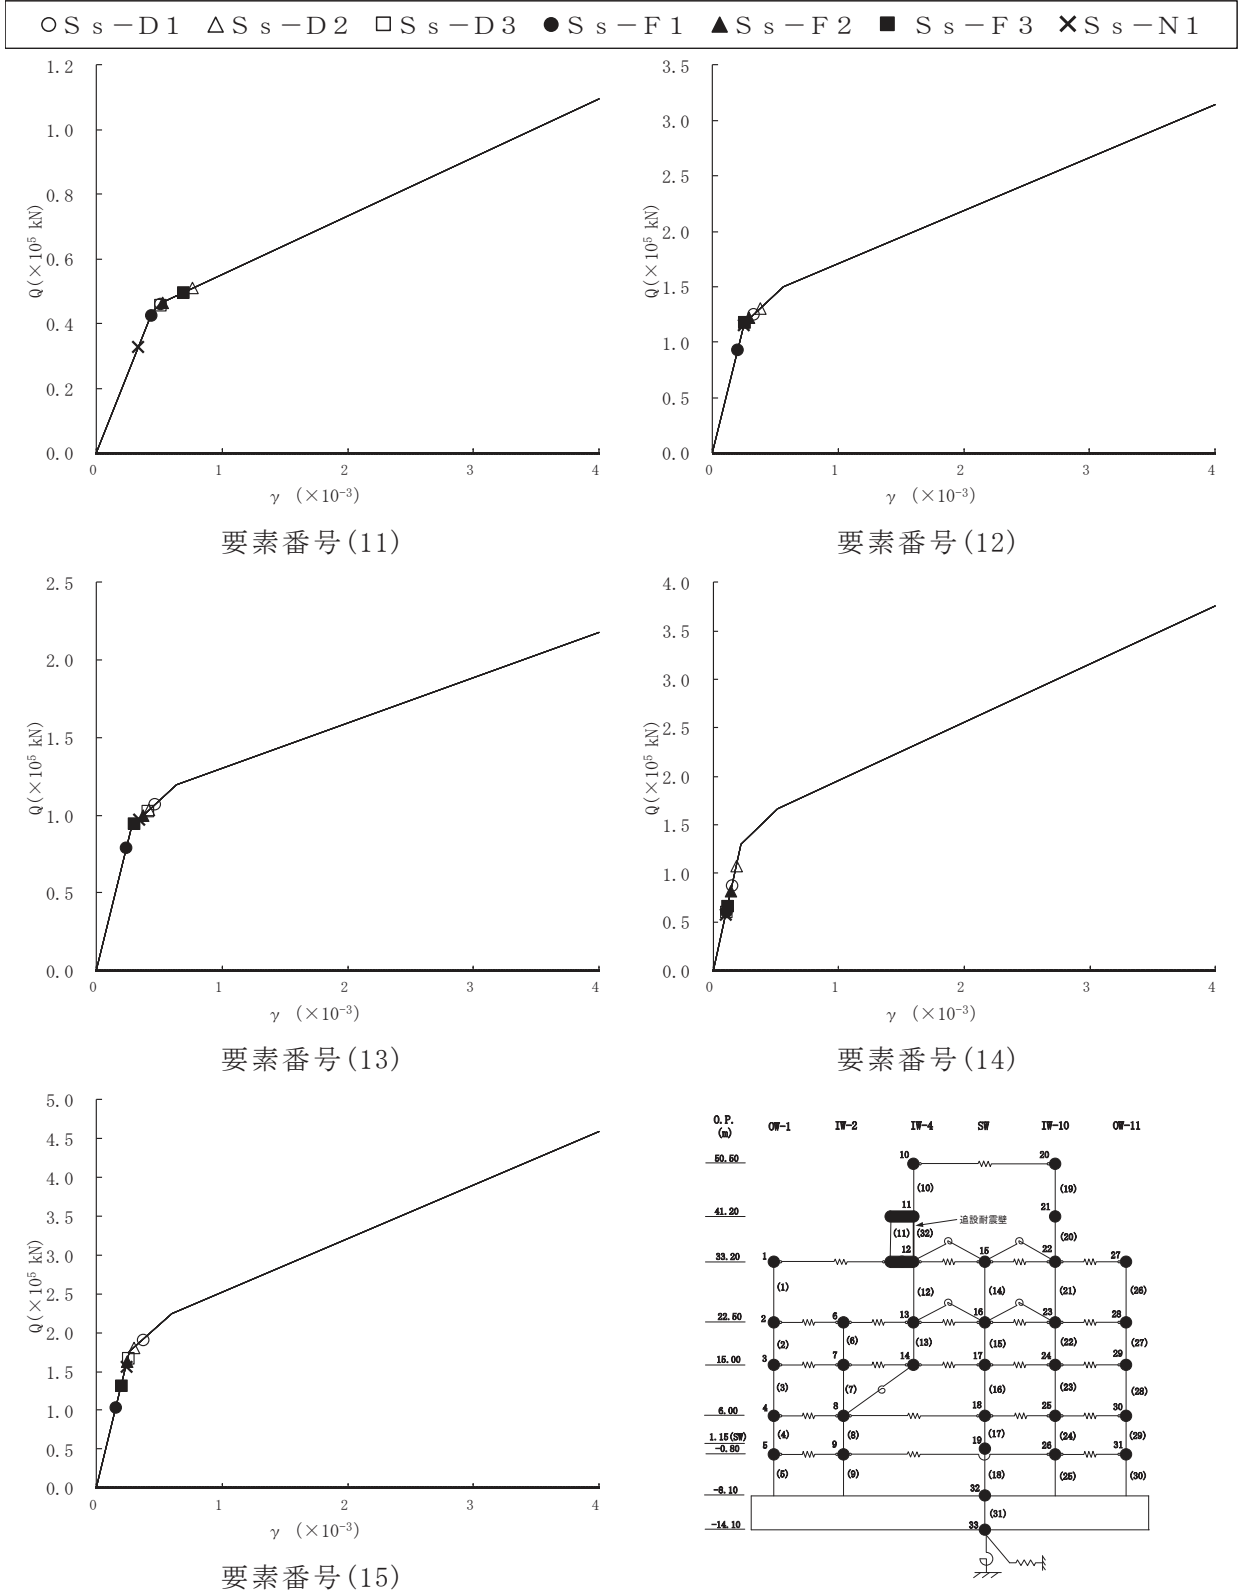 ○Ｓｓ－Ｄ１ △Ｓｓ－Ｄ２ □Ｓｓ－Ｄ３ ●Ｓｓ－Ｆ１ ▲Ｓｓ－Ｆ２ ■ Ｓｓ－Ｆ３ ×Ｓｓ－Ｎ１
1.2
1.0
0.8
0.6
0.4
0.2
0.0
Q(×10⁵ kN)
0 1 2 3 4
γ (×10⁻³)
要素番号(11)
3.5
3.0
2.5
2.0
1.5
1.0
0.5
0.0
Q(×10⁵ kN)
0 1 2 3 4
γ (×10⁻³)
要素番号(12)
2.5
2.0
1.5
1.0
0.5
0.0
Q(×10⁵ kN)
0 1 2 3 4
γ (×10⁻³)
要素番号(13)
4.0
3.5
3.0
2.5
2.0
1.5
1.0
0.5
0.0
Q(×10⁵ kN)
0 1 2 3 4
γ (×10⁻³)
要素番号(14)
5.0
4.5
4.0
3.5
3.0
2.5
2.0
1.5
1.0
0.5
0.0
Q(×10⁵ kN)
0 1 2 3 4
γ (×10⁻³)
要素番号(15)
O.P.
(m)
OW-1 IW-2 IW-4 SW IW-10 OW-11
50.50 10 20
(10) (19)
41.20 11 21
追設耐震壁
(11) (32) (20)
33.20 1 12 15 22 27
(1) (12) (14) (21) (26)
22.50 2 6 13 16 23 28
(2) (6) (13) (15) (22) (27)
15.00 3 7 14 17 24 29
(3) (7) (16) (23) (28)
6.00 4 8 18 25 30
(4) (8) (17) (24) (29)
1.15(SW) 19
-0.80 5 9 26 31
(5) (9) (18) (25) (30)
-8.10 32
(31)
-14.10 33